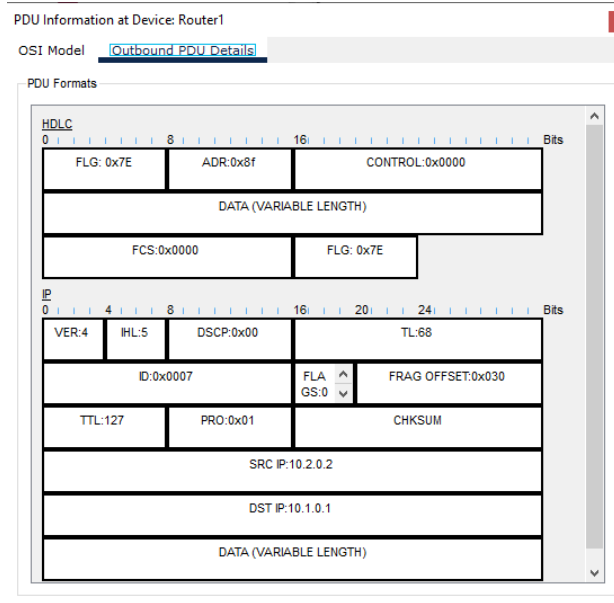 PDU Information at Device: Router1
OSI Model Outbound PDU Details
PDU Formats
HDLC
0 8 16 Bits
FLG: 0x7E ADR:0x8f CONTROL:0x0000
DATA (VARIABLE LENGTH)
FCS:0x0000 FLG: 0x7E
IP
0 4 8 16 20 24 Bits
VER:4 IHL:5 DSCP:0x00 TL:68
ID:0x0007 FLA GS:0 FRAG OFFSET:0x030
TTL:127 PRO:0x01 CHKSUM
SRC IP:10.2.0.2
DST IP:10.1.0.1
DATA (VARIABLE LENGTH)